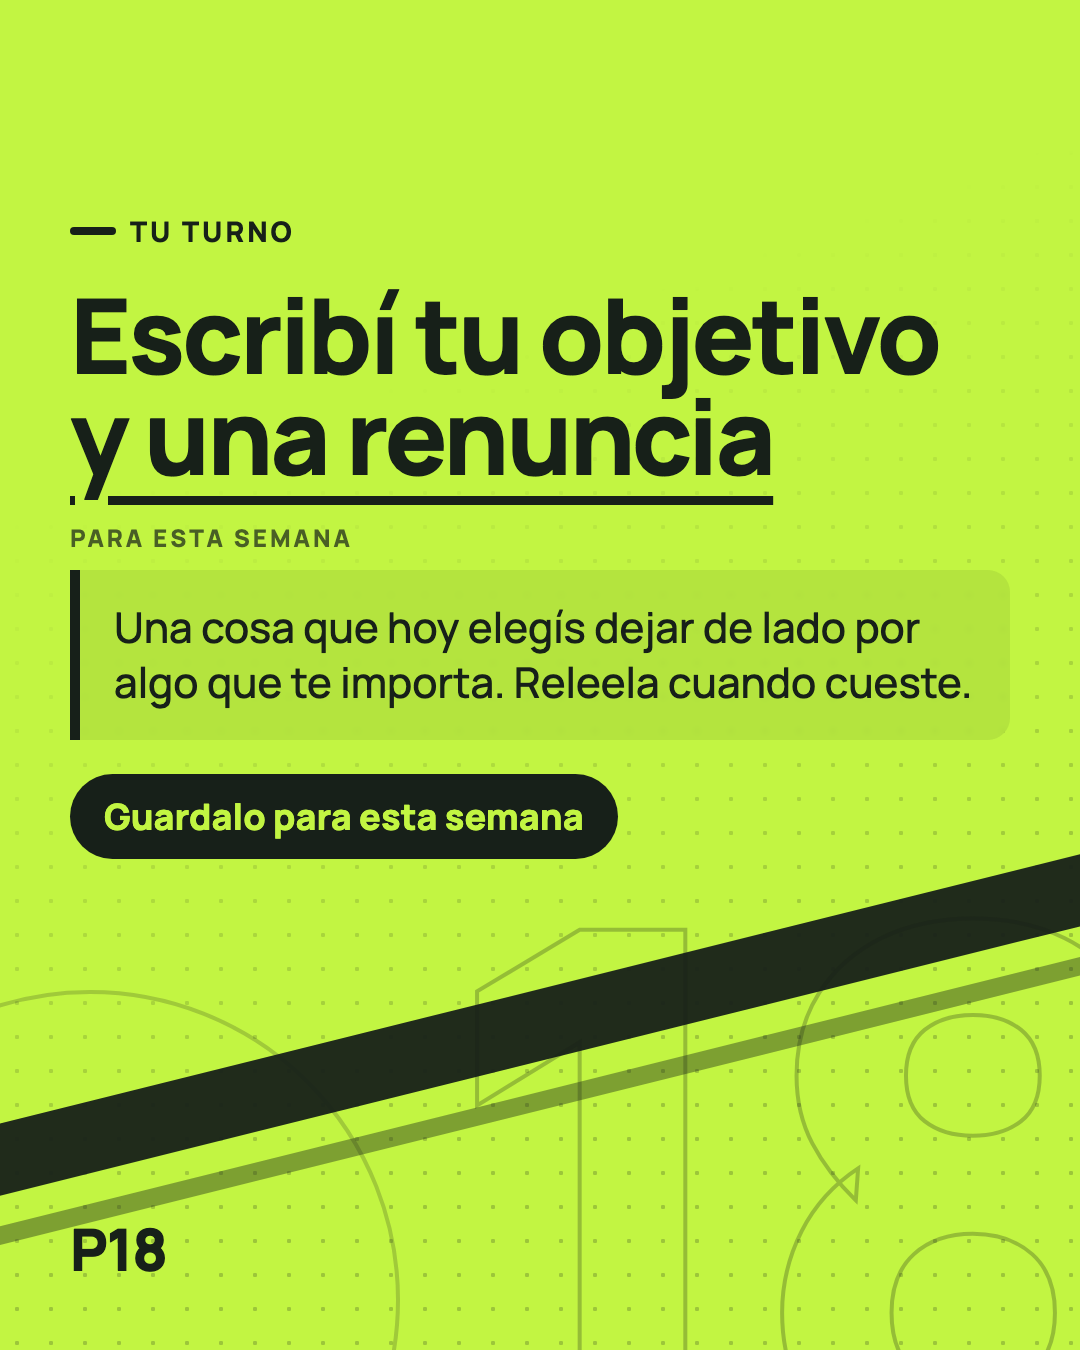 TU TURNO
Escribí tu objetivo
y una renuncia
PARA ESTA SEMANA
Una cosa que hoy elegís dejar de lado por
algo que te importa. Releela cuando cueste.
Guardalo para esta semana
18
P18